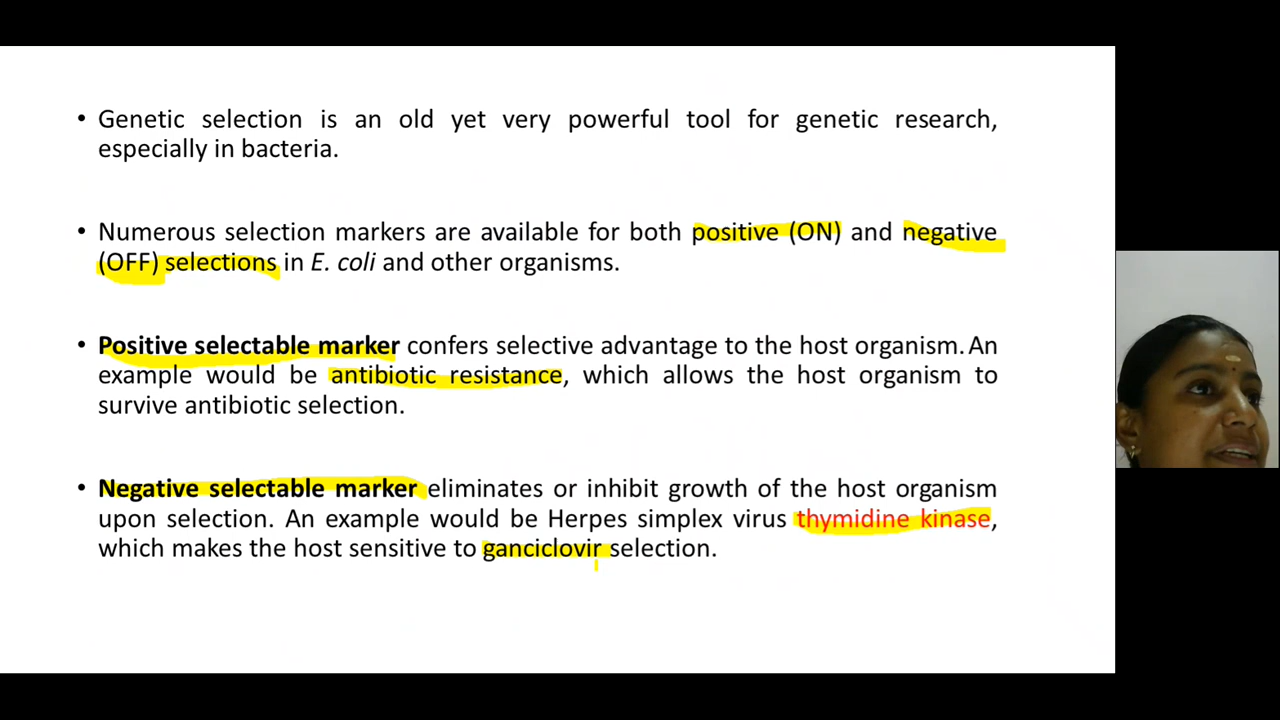 • Genetic selection is an old yet very powerful tool for genetic research,
especially in bacteria.
• Numerous selection markers are available for both positive (ON) and negative
(OFF) selections in E. coli and other organisms.
• Positive selectable marker confers selective advantage to the host organism. An
example would be antibiotic resistance, which allows the host organism to
survive antibiotic selection.
• Negative selectable marker eliminates or inhibit growth of the host organism
upon selection. An example would be Herpes simplex virus thymidine kinase,
which makes the host sensitive to ganciclovir selection.